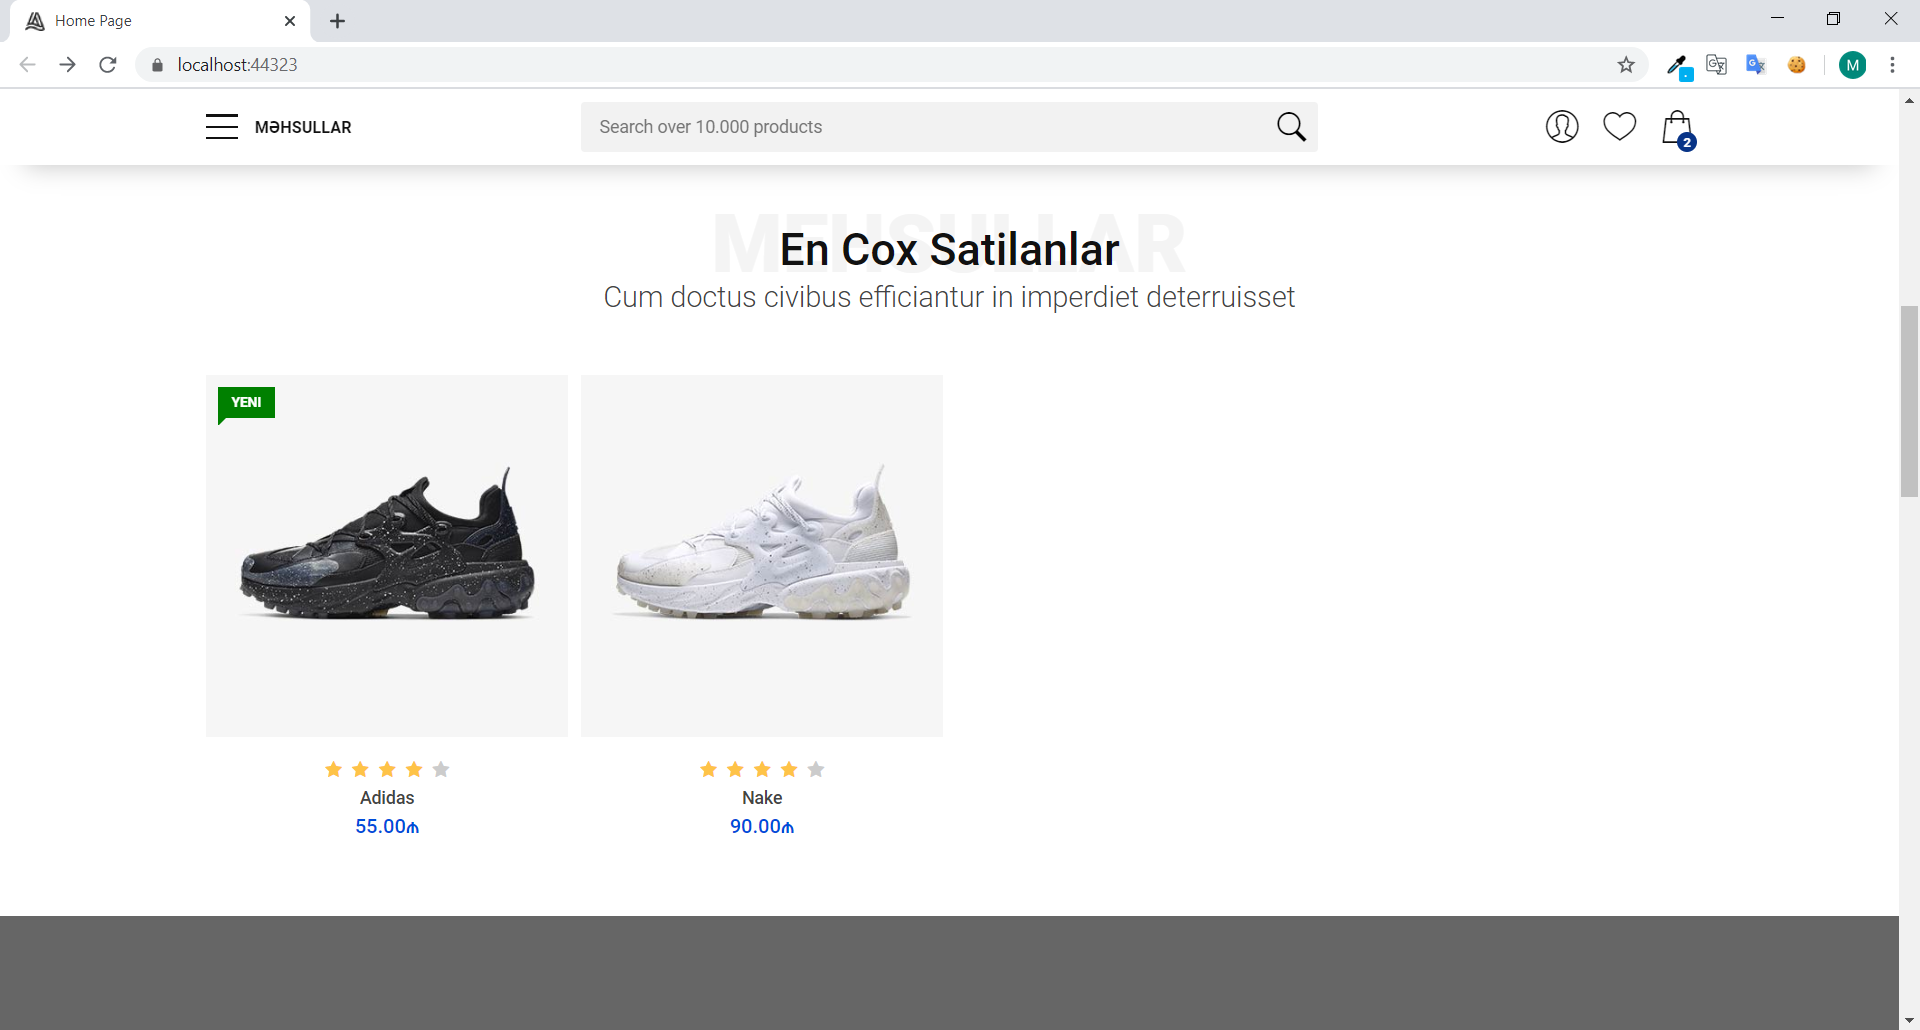 Home Page
localhost:44323
M
MƏHSULLAR
Search over 10.000 products
2
MEHSULLAR
En Cox Satilanlar
Cum doctus civibus efficiantur in imperdiet deterruisset
YENI
Adidas
Nake
55.00₼
90.00₼